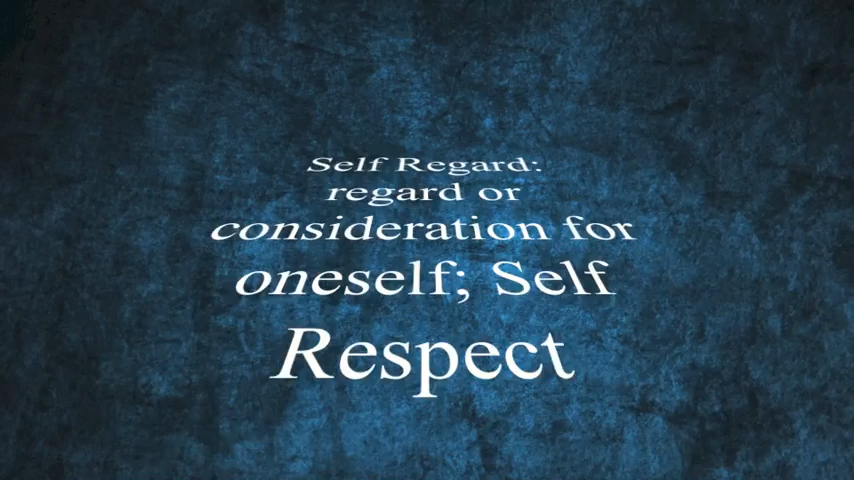 Self Regard:
regard or
consideration for
oneself; Self
Respect